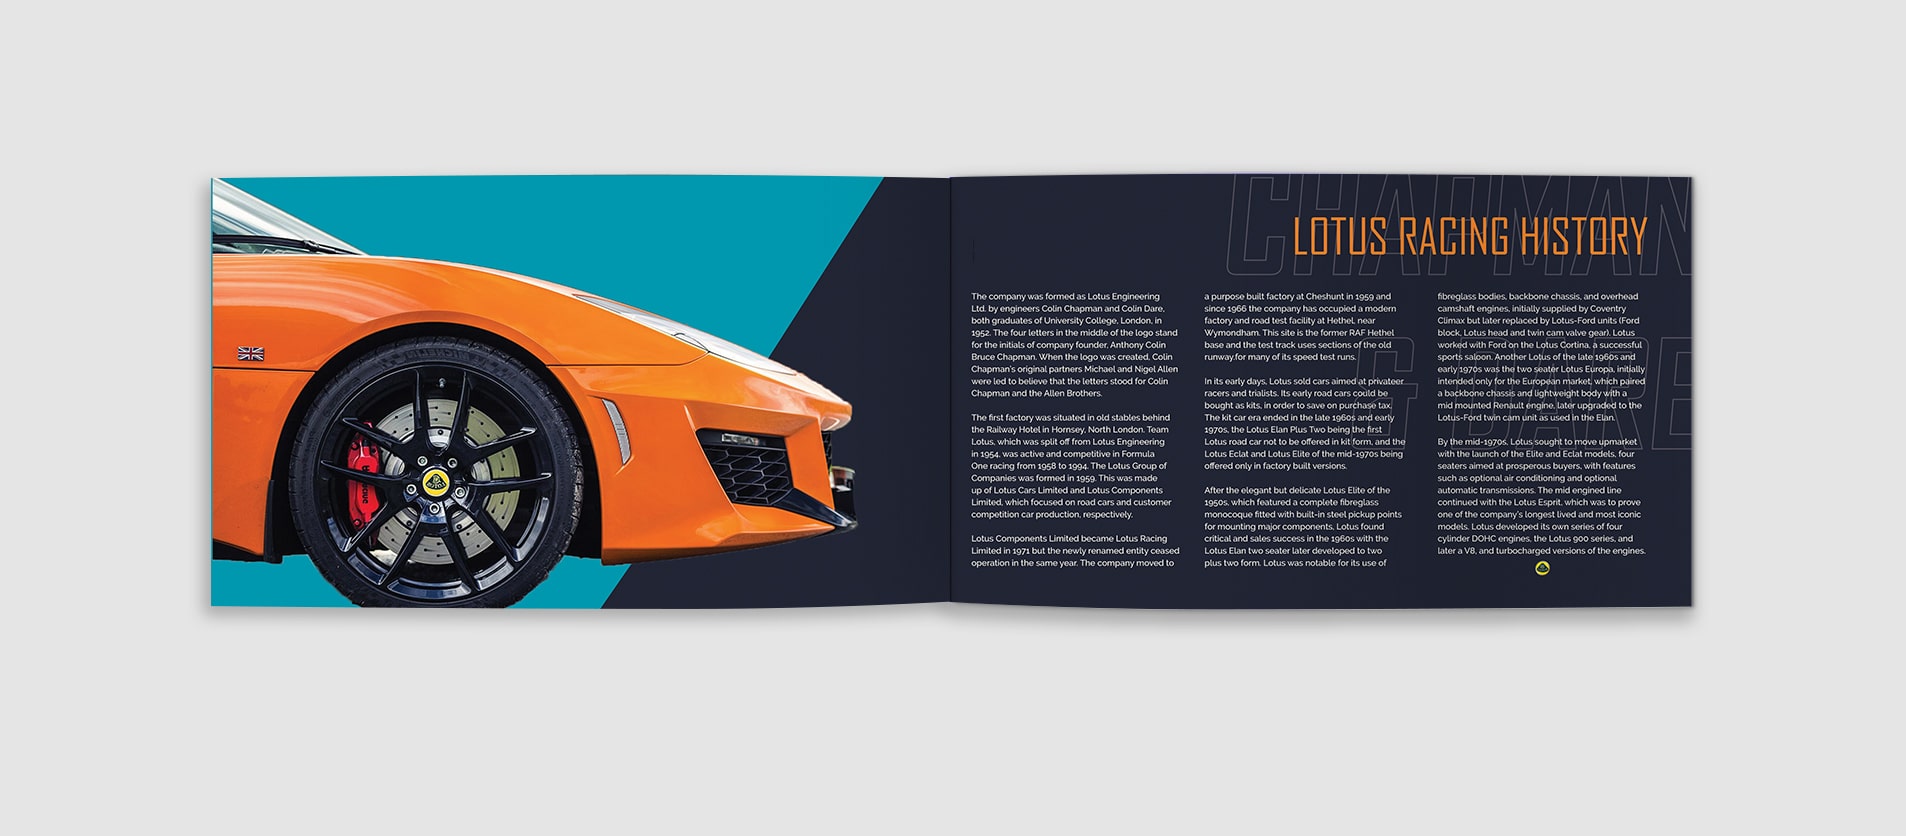 CHAPMAN
LOTUS RACING HISTORY
& DARE
The company was formed as Lotus Engineering
Ltd. by engineers Colin Chapman and Colin Dare,
both graduates of University College, London, in
1952. The four letters in the middle of the logo stand
for the initials of company founder, Anthony Colin
Bruce Chapman. When the logo was created, Colin
Chapman's original partners Michael and Nigel Allen
were led to believe that the letters stood for Colin
Chapman and the Allen Brothers.
The first factory was situated in old stables behind
the Railway Hotel in Hornsey, North London. Team
Lotus, which was split off from Lotus Engineering
in 1954, was active and competitive in Formula
One racing from 1958 to 1994. The Lotus Group of
Companies was formed in 1959. This was made
up of Lotus Cars Limited and Lotus Components
Limited, which focused on road cars and customer
competition car production, respectively.
Lotus Components Limited became Lotus Racing
Limited in 1971 but the newly renamed entity ceased
operation in the same year. The company moved to
a purpose built factory at Cheshunt in 1959 and
since 1966 the company has occupied a modern
factory and road test facility at Hethel, near
Wymondham. This site is the former RAF Hethel
base and the test track uses sections of the old
runway.for many of its speed test runs.
In its early days, Lotus sold cars aimed at privateer
racers and trialists. Its early road cars could be
bought as kits, in order to save on purchase tax.
The kit car era ended in the late 1960s and early
1970s, the Lotus Elan Plus Two being the first
Lotus road car not to be offered in kit form, and the
Lotus Eclat and Lotus Elite of the mid-1970s being
offered only in factory built versions.
After the elegant but delicate Lotus Elite of the
1950s, which featured a complete fibreglass
monocoque fitted with built-in steel pickup points
for mounting major components, Lotus found
critical and sales success in the 1960s with the
Lotus Elan two seater later developed to two
plus two form. Lotus was notable for its use of
fibreglass bodies, backbone chassis, and overhead
camshaft engines, initially supplied by Coventry
Climax but later replaced by Lotus-Ford units (Ford
block, Lotus head and twin cam valve gear). Lotus
worked with Ford on the Lotus Cortina, a successful
sports saloon. Another Lotus of the late 1960s and
early 1970s was the two seater Lotus Europa, initially
intended only for the European market, which paired
a backbone chassis and lightweight body with a
mid mounted Renault engine, later upgraded to the
Lotus-Ford twin cam unit as used in the Elan.
By the mid-1970s, Lotus sought to move upmarket
with the launch of the Elite and Eclat models, four
seaters aimed at prosperous buyers, with features
such as optional air conditioning and optional
automatic transmissions. The mid engined line
continued with the Lotus Esprit, which was to prove
one of the company's longest lived and most iconic
models. Lotus developed its own series of four
cylinder DOHC engines, the Lotus 900 series, and
later a V8, and turbocharged versions of the engines.
LOTUS